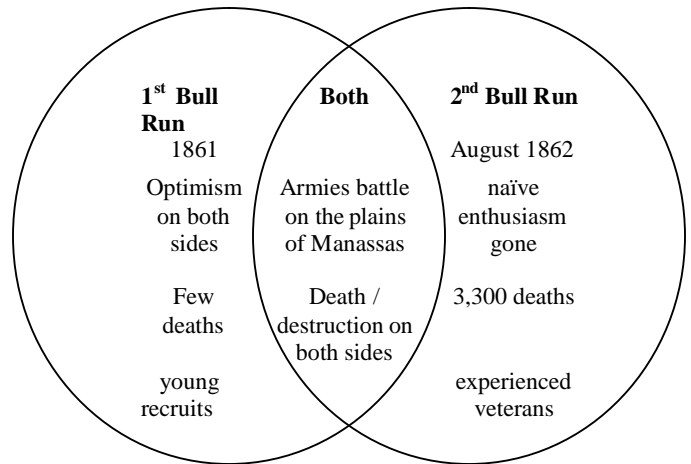 1st Bull
Run
1861
Optimism
on both
sides
Few
deaths
young
recruits
Both
Armies battle
on the plains
of Manassas
Death /
destruction on
both sides
2nd Bull Run
August 1862
naïve
enthusiasm
gone
3,300 deaths
experienced
veterans